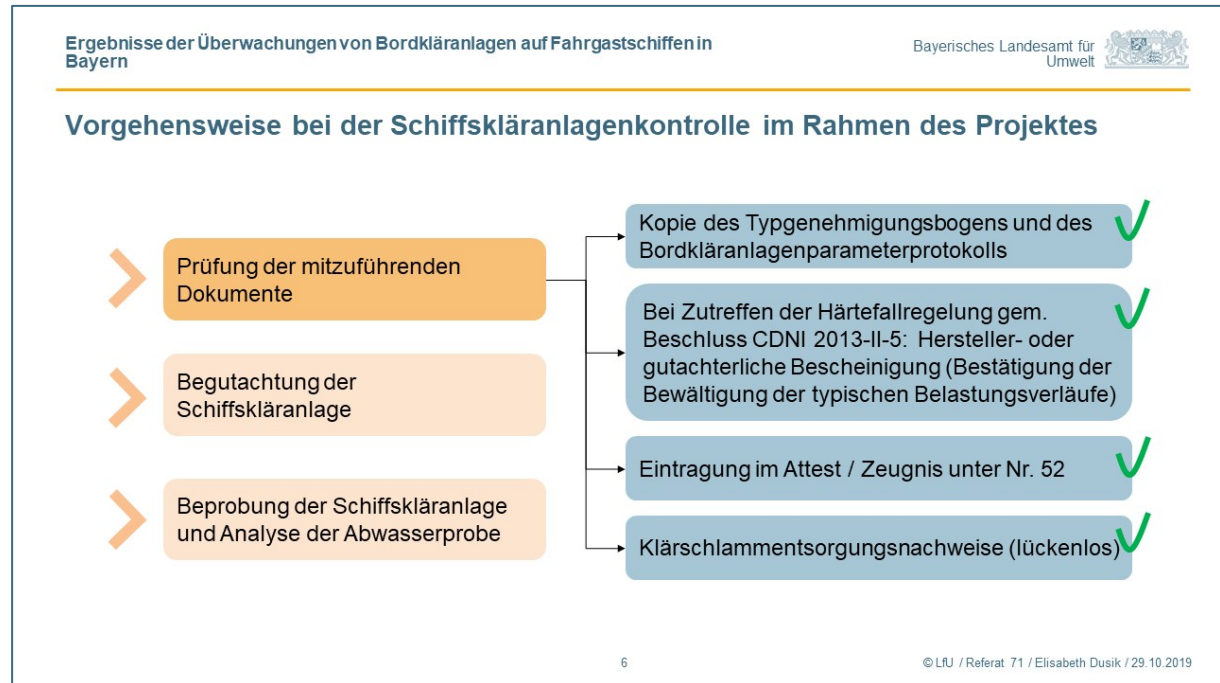 Ergebnisse der Überwachungen von Bordkläranlagen auf Fahrgastschiffen in
Bayern
Bayerisches Landesamt für
Umwelt
Vorgehensweise bei der Schiffskläranlagenkontrolle im Rahmen des Projektes
Prüfung der mitzuführenden
Dokumente
Begutachtung der
Schiffskläranlage
Beprobung der Schiffskläranlage
und Analyse der Abwasserprobe
Kopie des Typgenehmigungsbogens und des
Bordkläranlagenparameterprotokolls
Bei Zutreffen der Härtefallregelung gem.
Beschluss CDNI 2013-II-5: Hersteller- oder
gutachterliche Bescheinigung (Bestätigung der
Bewältigung der typischen Belastungsverläufe)
Eintragung im Attest / Zeugnis unter Nr. 52
Klärschlammentsorgungsnachweise (lückenlos)
6
© LfU / Referat 71 / Elisabeth Dusik / 29.10.2019